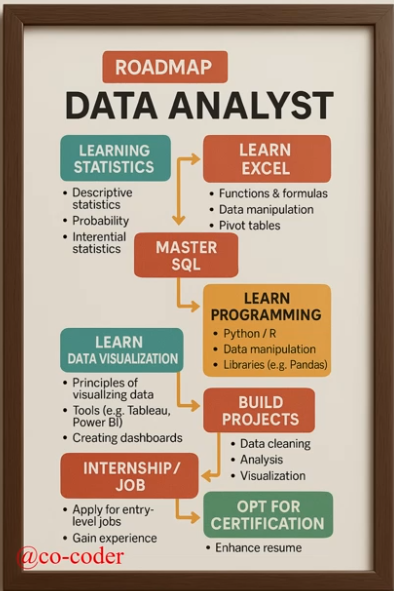 ROADMAP
DATA ANALYST
LEARNING
STATISTICS
• Descriptive
statistics
• Probability
• Interential
statistics
LEARN
EXCEL
• Functions & formulas
• Data manipulation
• Pivot tables
MASTER
SQL
LEARN
PROGRAMMING
• Python / R
• Data manipulation
• Libraries (e.g. Pandas)
LEARN
DATA VISUALIZATION
• Principles of
visualizing data
• Tools (e.g. Tableau,
Power BI)
• Creating dashboards
BUILD
PROJECTS
• Data cleaning
• Analysis
• Visualization
INTERNSHIP/
JOB
• Apply for entry-
level jobs
• Gain experience
OPT FOR
CERTIFICATION
• Enhance resume
@co-coder